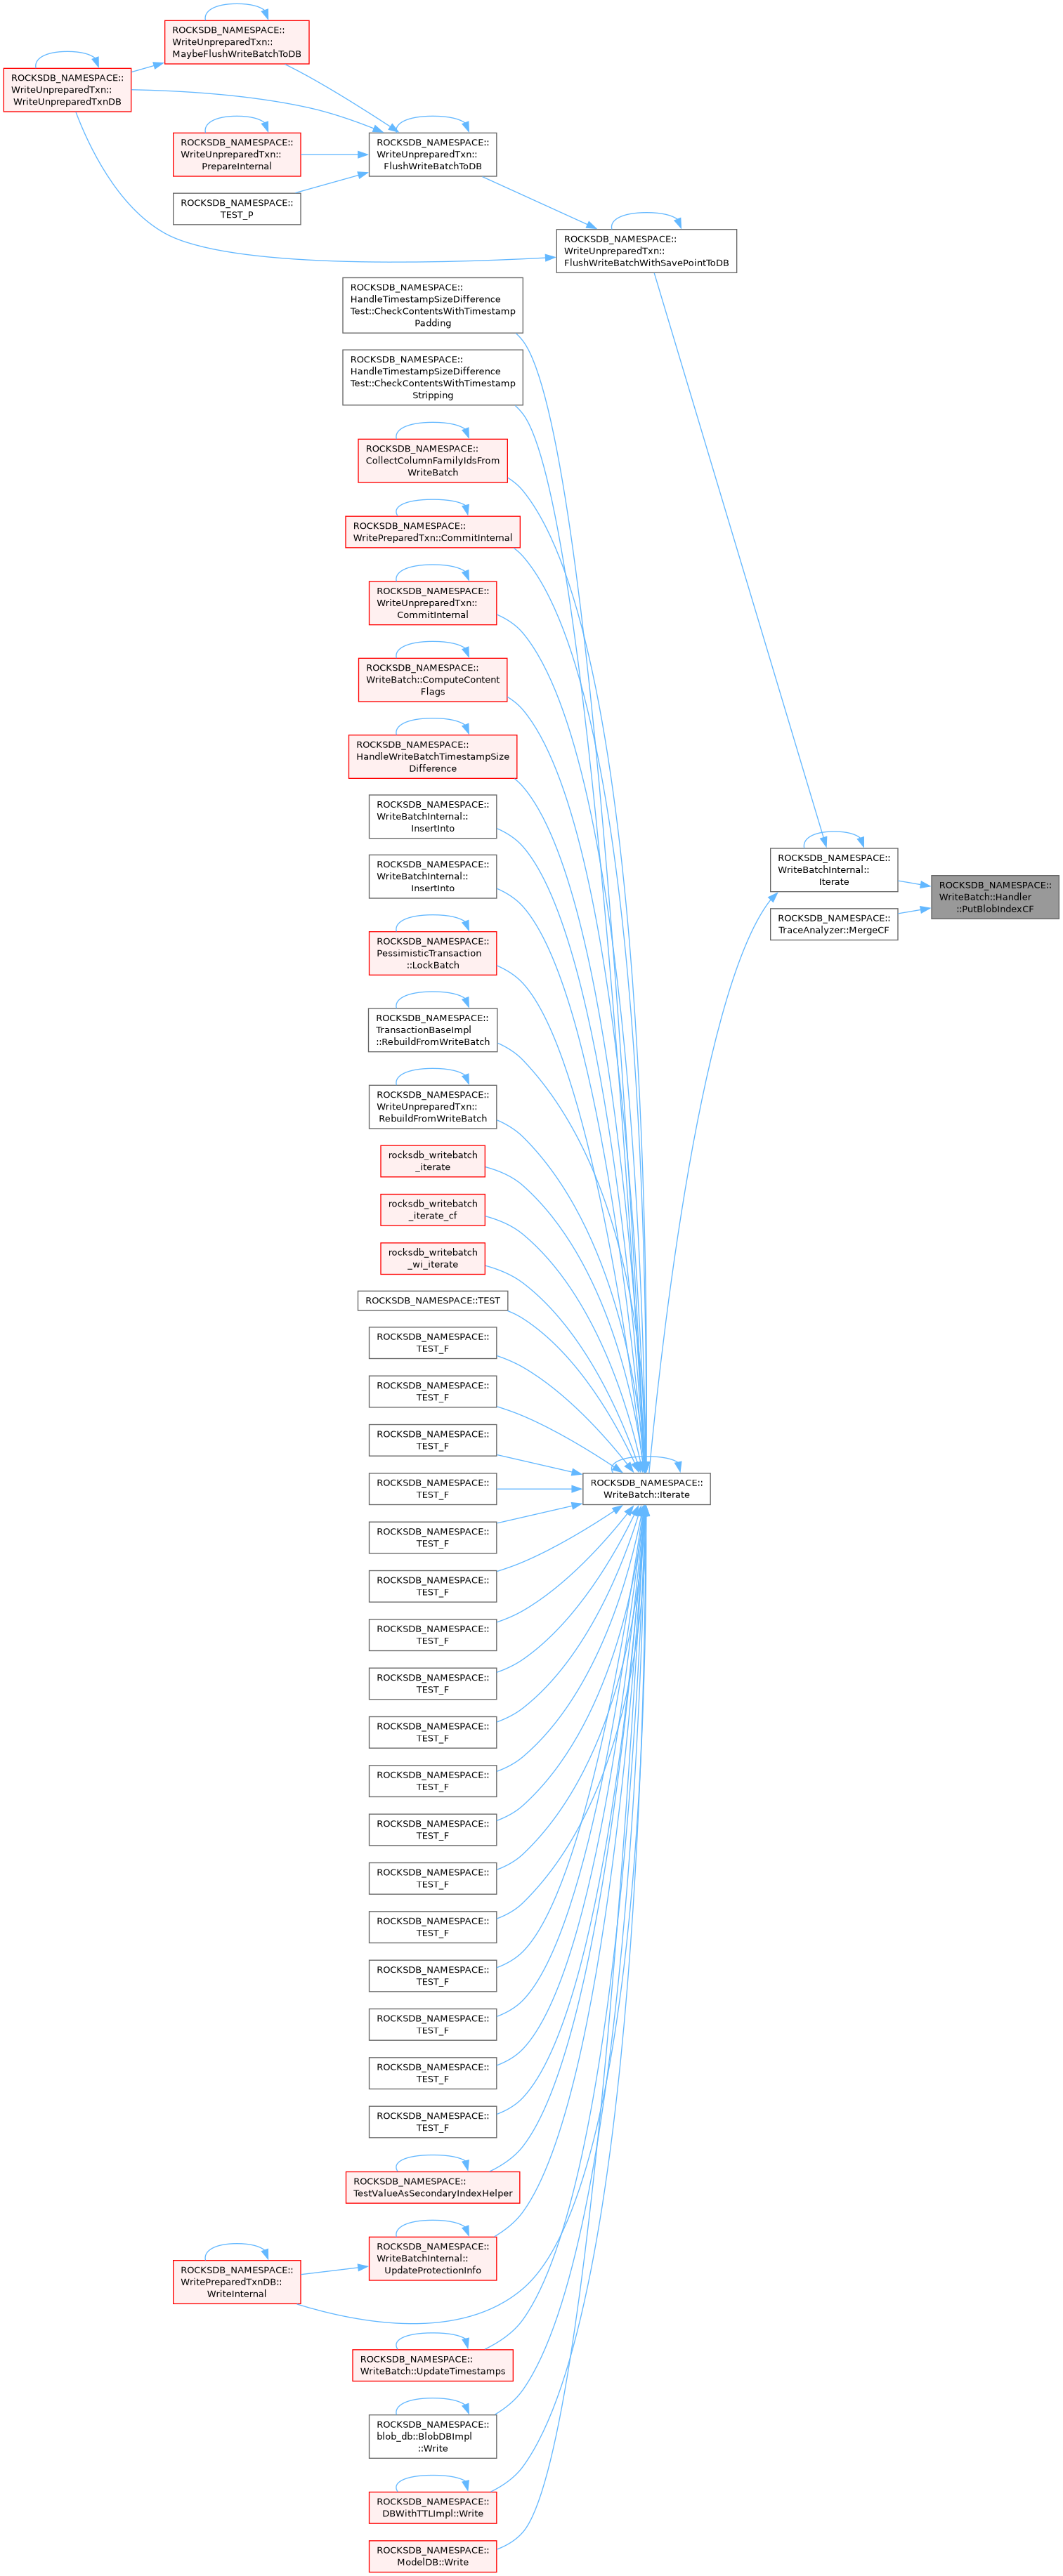 ROCKSDB_NAMESPACE::
WriteUnpreparedTxn::
MaybeFlushWriteBatchToDB
ROCKSDB_NAMESPACE::
WriteUnpreparedTxn::
WriteUnpreparedTxnDB
ROCKSDB_NAMESPACE::
WriteUnpreparedTxn::
PrepareInternal
ROCKSDB_NAMESPACE::
WriteUnpreparedTxn::
FlushWriteBatchToDB
ROCKSDB_NAMESPACE::
TEST_P
ROCKSDB_NAMESPACE::
WriteUnpreparedTxn::
FlushWriteBatchWithSavePointToDB
ROCKSDB_NAMESPACE::
HandleTimestampSizeDifference
Test::CheckContentsWithTimestamp
Padding
ROCKSDB_NAMESPACE::
HandleTimestampSizeDifference
Test::CheckContentsWithTimestamp
Stripping
ROCKSDB_NAMESPACE::
CollectColumnFamilyIdsFrom
WriteBatch
ROCKSDB_NAMESPACE::
WritePreparedTxn::CommitInternal
ROCKSDB_NAMESPACE::
WriteUnpreparedTxn::
CommitInternal
ROCKSDB_NAMESPACE::
WriteBatch::ComputeContent
Flags
ROCKSDB_NAMESPACE::
HandleWriteBatchTimestampSize
Difference
ROCKSDB_NAMESPACE::
WriteBatchInternal::
InsertInto
ROCKSDB_NAMESPACE::
WriteBatchInternal::
InsertInto
ROCKSDB_NAMESPACE::
WriteBatchInternal::
Iterate
ROCKSDB_NAMESPACE::
WriteBatch::Handler
::PutBlobIndexCF
ROCKSDB_NAMESPACE::
TraceAnalyzer::MergeCF
ROCKSDB_NAMESPACE::
PessimisticTransaction
::LockBatch
ROCKSDB_NAMESPACE::
TransactionBaseImpl
::RebuildFromWriteBatch
ROCKSDB_NAMESPACE::
WriteUnpreparedTxn::
RebuildFromWriteBatch
rocksdb_writebatch
_iterate
rocksdb_writebatch
_iterate_cf
rocksdb_writebatch
_wi_iterate
ROCKSDB_NAMESPACE::TEST
ROCKSDB_NAMESPACE::
TEST_F
ROCKSDB_NAMESPACE::
TEST_F
ROCKSDB_NAMESPACE::
TEST_F
ROCKSDB_NAMESPACE::
TEST_F
ROCKSDB_NAMESPACE::
WriteBatch::Iterate
ROCKSDB_NAMESPACE::
TEST_F
ROCKSDB_NAMESPACE::
TEST_F
ROCKSDB_NAMESPACE::
TEST_F
ROCKSDB_NAMESPACE::
TEST_F
ROCKSDB_NAMESPACE::
TEST_F
ROCKSDB_NAMESPACE::
TEST_F
ROCKSDB_NAMESPACE::
TEST_F
ROCKSDB_NAMESPACE::
TEST_F
ROCKSDB_NAMESPACE::
TEST_F
ROCKSDB_NAMESPACE::
TEST_F
ROCKSDB_NAMESPACE::
TEST_F
ROCKSDB_NAMESPACE::
TEST_F
ROCKSDB_NAMESPACE::
TEST_F
ROCKSDB_NAMESPACE::
TestValueAsSecondaryIndexHelper
ROCKSDB_NAMESPACE::
WriteBatchInternal::
UpdateProtectionInfo
ROCKSDB_NAMESPACE::
WritePreparedTxnDB::
WriteInternal
ROCKSDB_NAMESPACE::
WriteBatch::UpdateTimestamps
ROCKSDB_NAMESPACE::
blob_db::BlobDBImpl
::Write
ROCKSDB_NAMESPACE::
DBWithTTLImpl::Write
ROCKSDB_NAMESPACE::
ModelDB::Write